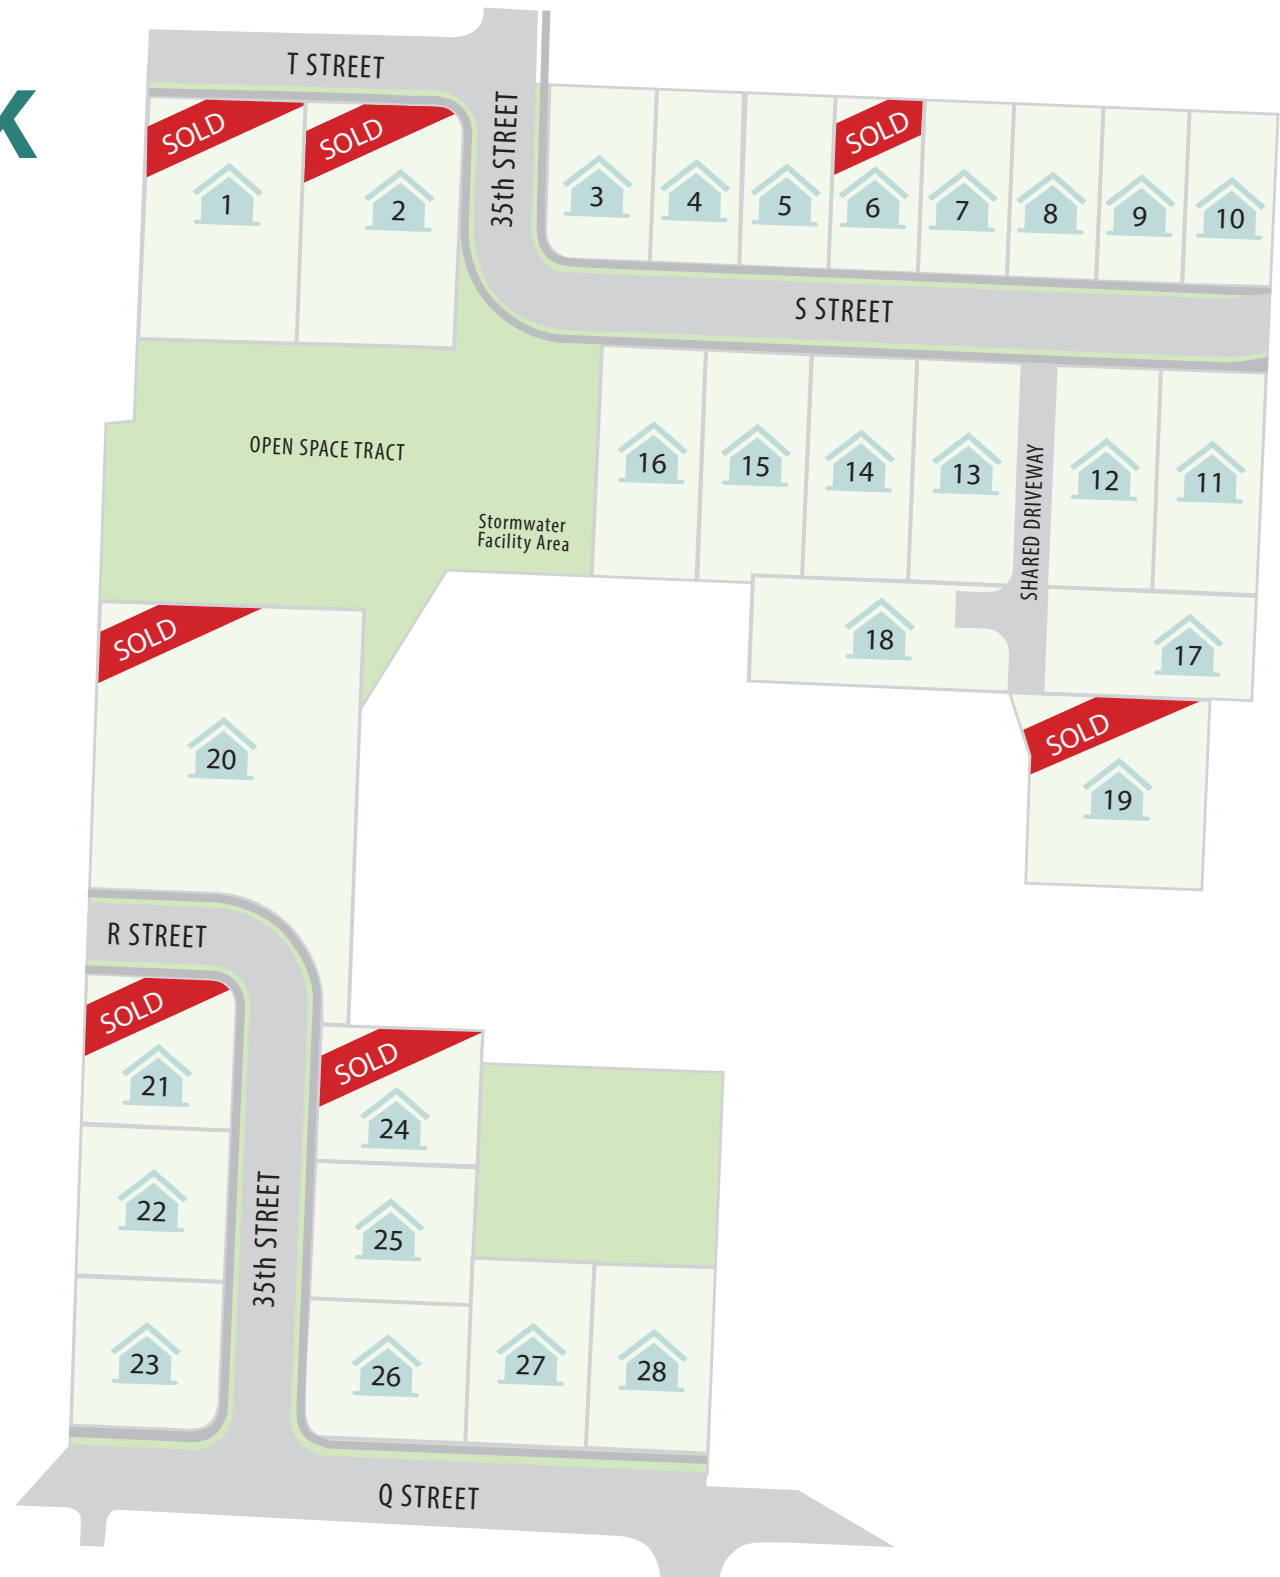 K
T STREET
35th STREET
SOLD
1
SOLD
2
3
4
5
SOLD
6
7
8
9
10
S STREET
OPEN SPACE TRACT
Stormwater
Facility Area
16
15
14
13
SHARED DRIVEWAY
12
11
18
17
SOLD
19
SOLD
20
R STREET
SOLD
21
22
23
35th STREET
SOLD
24
25
26
27
28
Q STREET